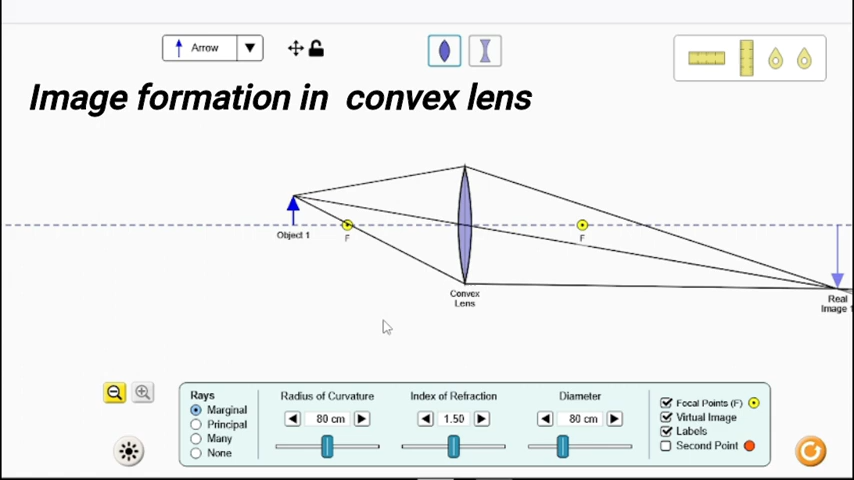 Arrow
Image formation in convex lens
Object 1
F
F
Convex
Lens
Real
Image 1
Rays
Marginal
Principal
Many
None
Radius of Curvature
80 cm
Index of Refraction
1.50
Diameter
80 cm
Focal Points (F)
Virtual Image
Labels
Second Point